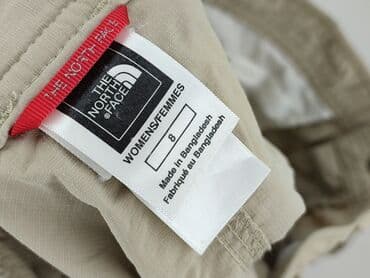 THE NORTH FACE
THE
NORTH
FACE
®
WOMENS/FEMMES
8
Made in Bangladesh
Fabriqué au Bangladesh